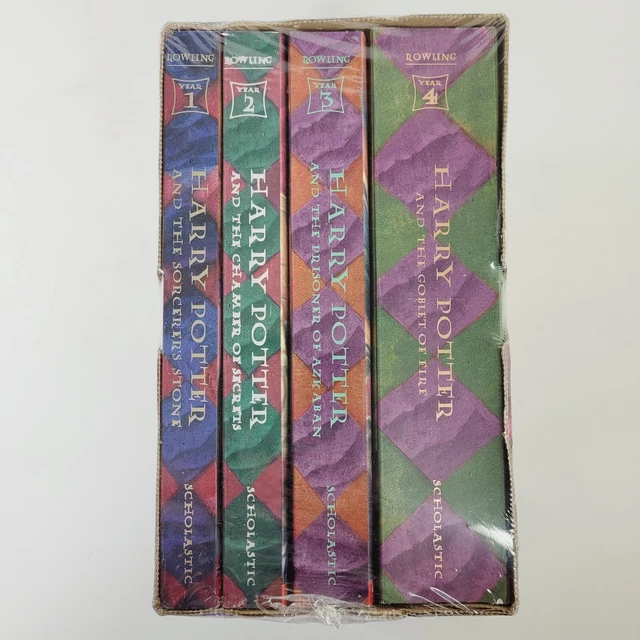 ROWLING
YEAR
1
HARRY POTTER
AND THE SORCERER'S STONE
SCHOLASTIC
ROWLING
YEAR
2
HARRY POTTER
AND THE CHAMBER OF SECRETS
SCHOLASTIC
ROWLING
YEAR
3
HARRY POTTER
AND THE PRISONER OF AZKABAN
SCHOLASTIC
ROWLING
YEAR
4
HARRY POTTER
AND THE GOBLET OF FIRE
SCHOLASTIC